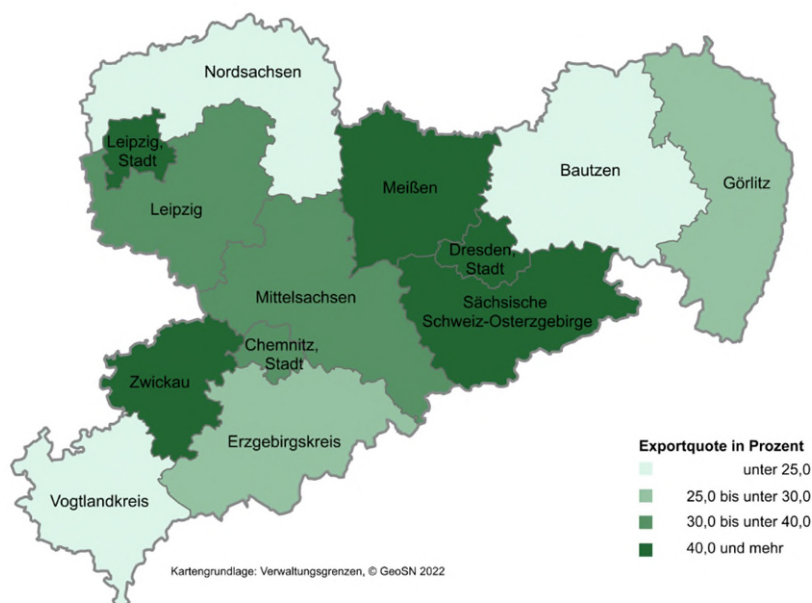 Nordsachsen
Leipzig,
Stadt
Leipzig
Meißen
Bautzen
Görlitz
Dresden,
Stadt
Mittelsachsen
Sächsische
Schweiz-Osterzgebirge
Chemnitz,
Stadt
Zwickau
Erzgebirgskreis
Vogtlandkreis
Exportquote in Prozent
unter 25,0
25,0 bis unter 30,0
30,0 bis unter 40,0
40,0 und mehr
Kartengrundlage: Verwaltungsgrenzen, © GeoSN 2022